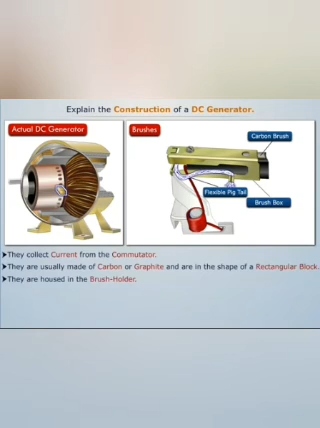 Explain the Construction of a DC Generator.
Actual DC Generator
Brushes
Carbon Brush
Flexible Pig Tail
Brush Box
➤They collect Current from the Commutator.
➤They are usually made of Carbon or Graphite and are in the shape of a Rectangular Block.
➤They are housed in the Brush-Holder.